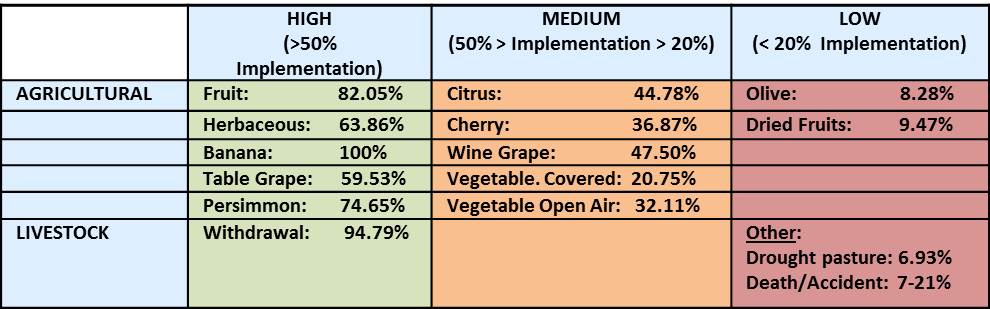 HIGH
(>50%
Implementation)
MEDIUM
(50% > Implementation > 20%)
LOW
(< 20% Implementation)
AGRICULTURAL
Fruit: 82.05%
Citrus: 44.78%
Olive: 8.28%
Herbaceous: 63.86%
Cherry: 36.87%
Dried Fruits: 9.47%
Banana: 100%
Wine Grape: 47.50%
Table Grape: 59.53%
Vegetable. Covered: 20.75%
Persimmon: 74.65%
Vegetable Open Air: 32.11%
LIVESTOCK
Withdrawal: 94.79%
Other:
Drought pasture: 6.93%
Death/Accident: 7-21%